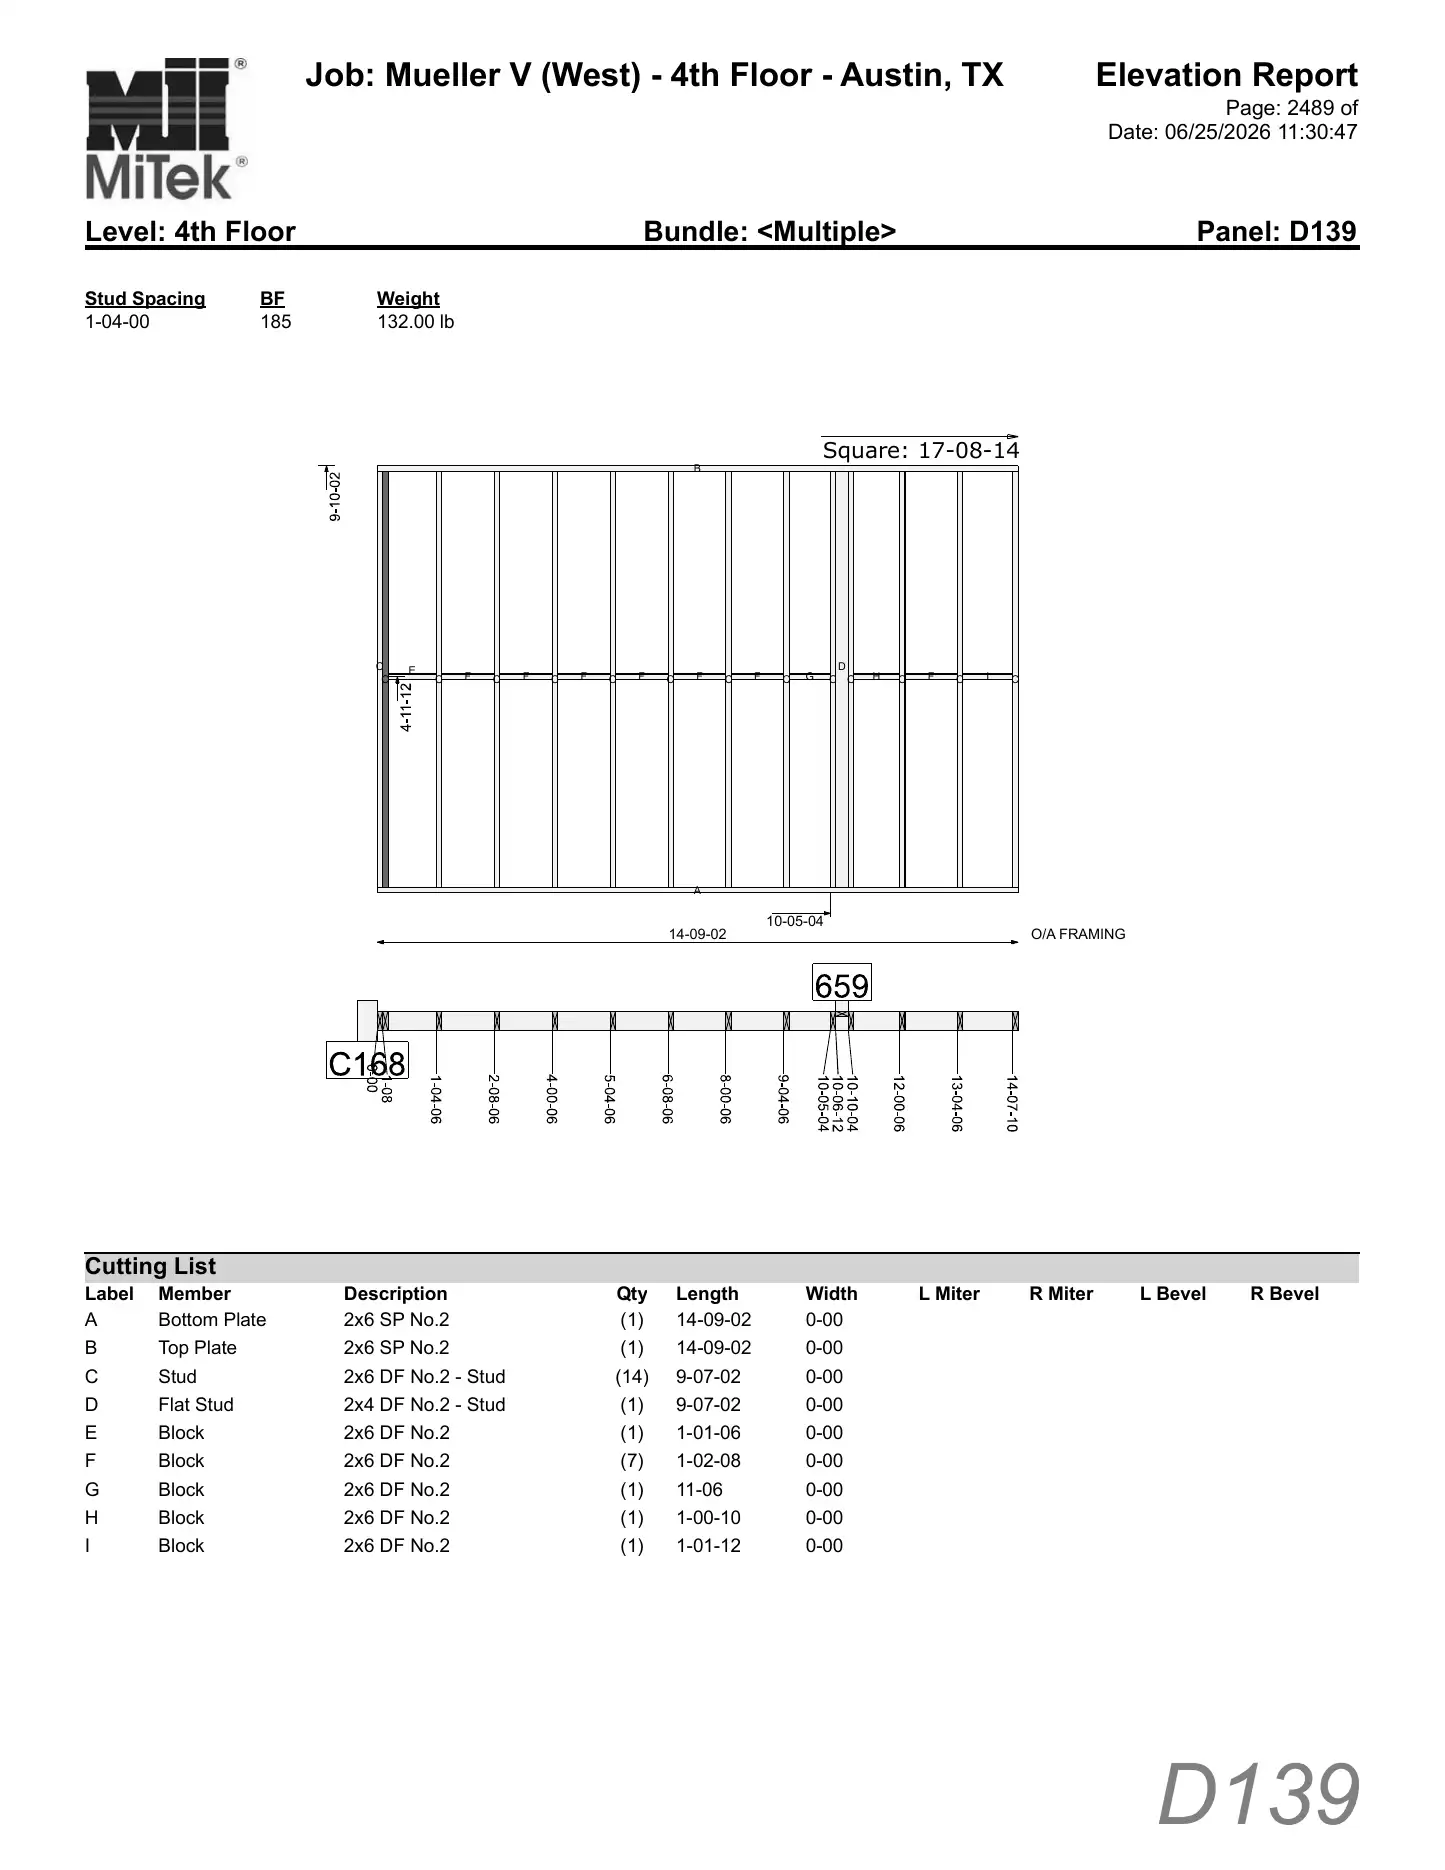 Job: Mueller V (West) - 4th Floor - Austin, TX
Elevation Report
Page: 2489 of
Date: 06/25/2026 11:30:47
MiTek®
Level: 4th Floor Bundle: <Multiple> Panel: D139
Stud Spacing BF Weight
1-04-00 185 132.00 lb
Square: 17-08-14
B
9-10-02
C E F F F F F F G D H F I
4-11-12
A
10-05-04
14-09-02 O/A FRAMING
659
C168
0-00 1-08 1-04-06 2-08-06 4-00-06 5-04-06 6-08-06 8-00-06 9-04-06 10-05-04 10-06-12 10-10-04 12-00-06 13-04-06 14-07-10
Cutting List
Label Member Description Qty Length Width L Miter R Miter L Bevel R Bevel
A Bottom Plate 2x6 SP No.2 (1) 14-09-02 0-00
B Top Plate 2x6 SP No.2 (1) 14-09-02 0-00
C Stud 2x6 DF No.2 - Stud (14) 9-07-02 0-00
D Flat Stud 2x4 DF No.2 - Stud (1) 9-07-02 0-00
E Block 2x6 DF No.2 (1) 1-01-06 0-00
F Block 2x6 DF No.2 (7) 1-02-08 0-00
G Block 2x6 DF No.2 (1) 11-06 0-00
H Block 2x6 DF No.2 (1) 1-00-10 0-00
I Block 2x6 DF No.2 (1) 1-01-12 0-00
D139